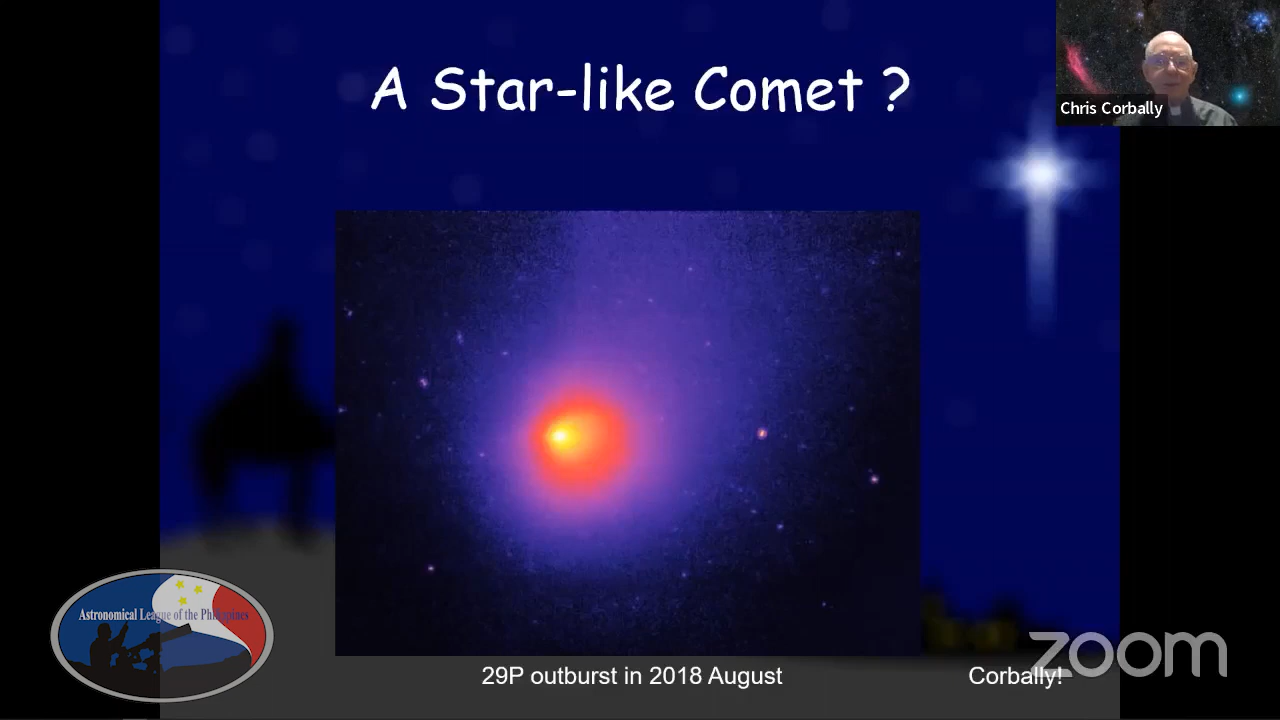 A Star-like Comet ?
Chris Corbally
Astronomical League of the Philippines
29P outburst in 2018 August
Corbally!
zoom